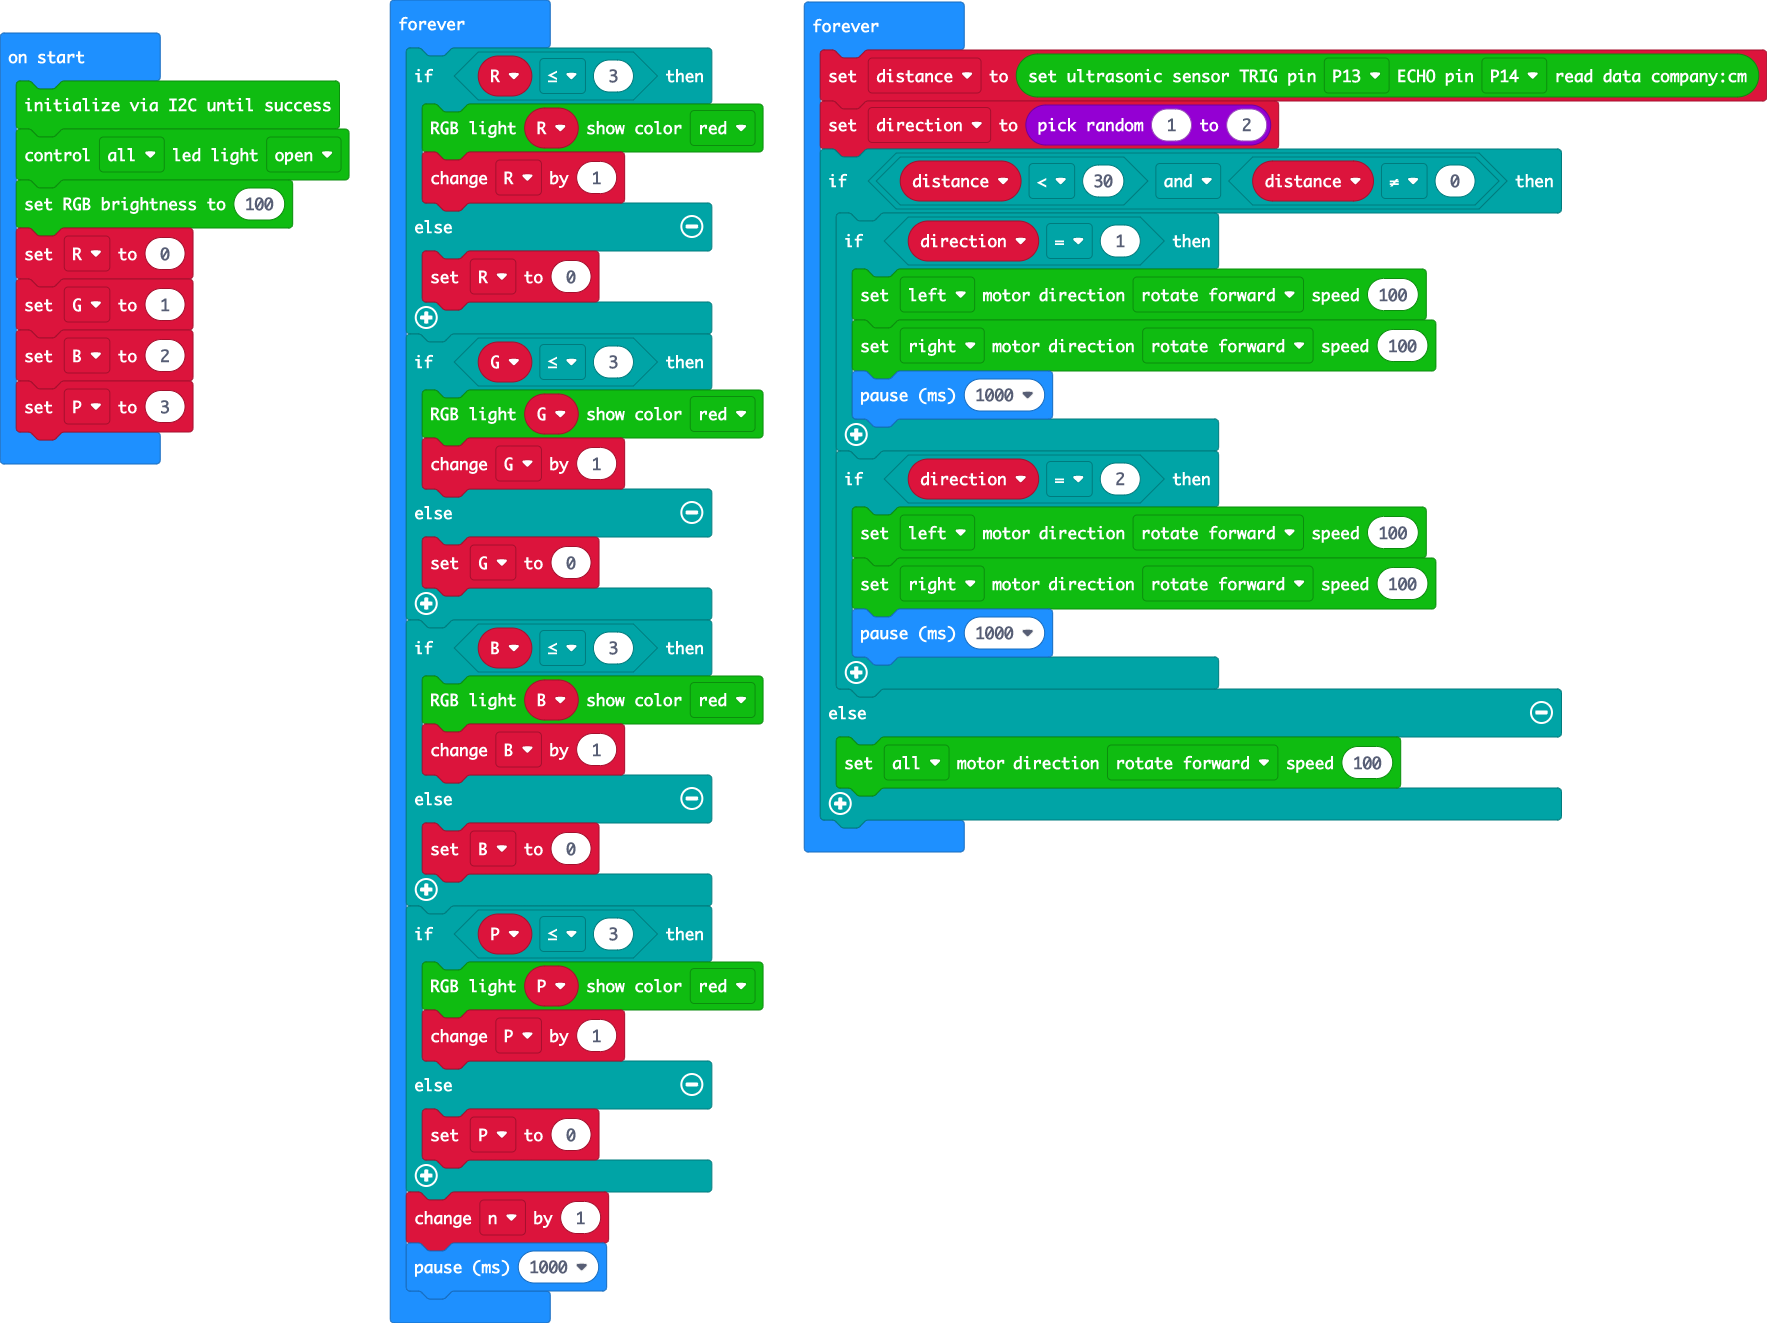 on start
initialize via I2C until success
control all led light open
set RGB brightness to 100
set R to 0
set G to 1
set B to 2
set P to 3
forever
if R ≤ 3 then
RGB light R show color red
change R by 1
else
set R to 0
if G ≤ 3 then
RGB light G show color red
change G by 1
else
set G to 0
if B ≤ 3 then
RGB light B show color red
change B by 1
else
set B to 0
if P ≤ 3 then
RGB light P show color red
change P by 1
else
set P to 0
change n by 1
pause (ms) 1000
forever
set distance to set ultrasonic sensor TRIG pin P13 ECHO pin P14 read data company:cm
set direction to pick random 1 to 2
if distance < 30 and distance ≠ 0 then
if direction = 1 then
set left motor direction rotate forward speed 100
set right motor direction rotate forward speed 100
pause (ms) 1000
if direction = 2 then
set left motor direction rotate forward speed 100
set right motor direction rotate forward speed 100
pause (ms) 1000
else
set all motor direction rotate forward speed 100